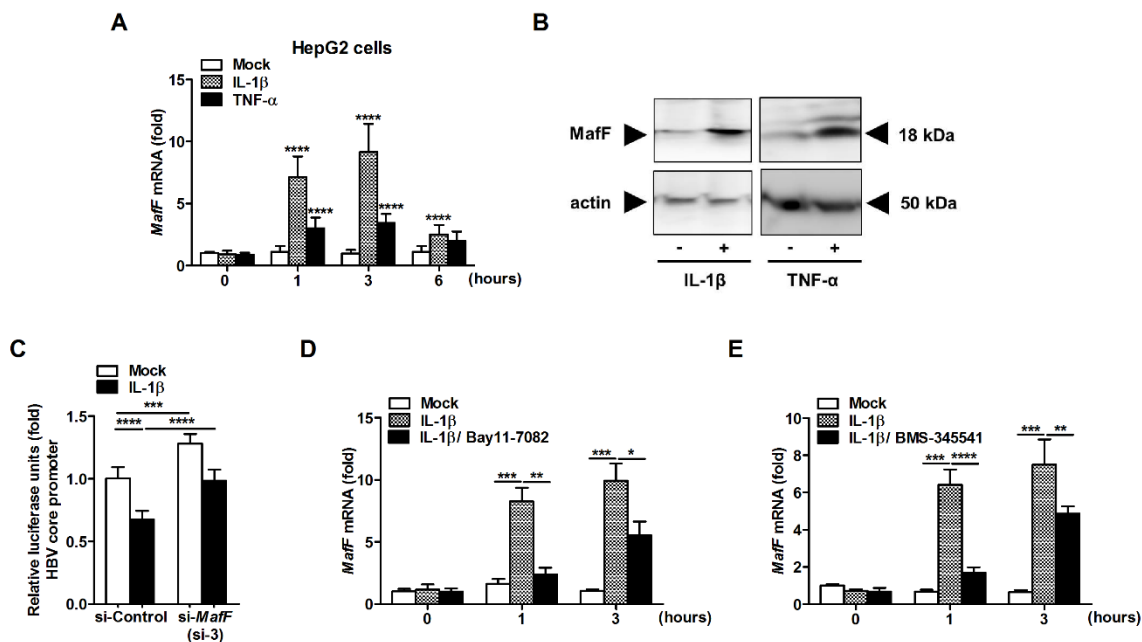 A
HepG2 cells
Mock
IL-1β
TNF-α
MafF mRNA (fold)
15
10
5
0
****
****
****
****
****
0
1
3
6
(hours)
B
MafF
18 kDa
actin
50 kDa
- + - +
IL-1β TNF-α
C
Mock
IL-1β
Relative luciferase units (fold)
HBV core promoter
1.5
1.0
0.5
0.0
***
**** ****
si-Control si-MafF
(si-3)
D
Mock
IL-1β
IL-1β/ Bay11-7082
MafF mRNA (fold)
15
10
5
0
*** **
*** *
0 1 3 (hours)
E
Mock
IL-1β
IL-1β/ BMS-345541
MafF mRNA (fold)
10
8
6
4
2
0
*** ****
*** **
0 1 3 (hours)